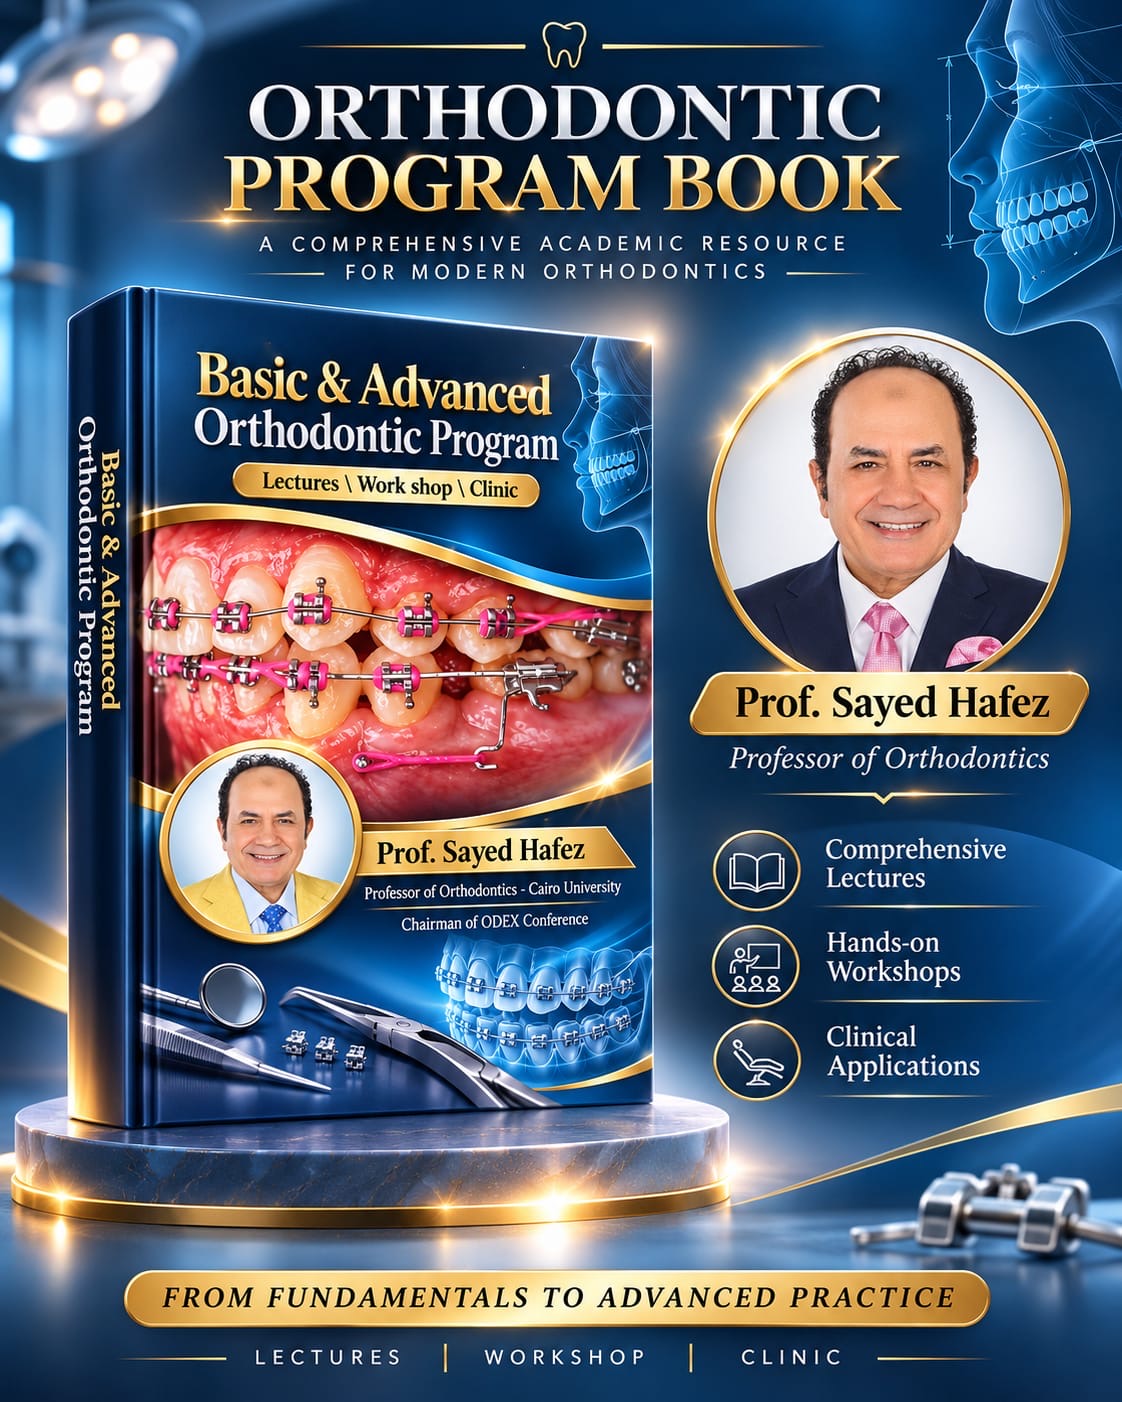 ORTHODONTIC
PROGRAM BOOK
A COMPREHENSIVE ACADEMIC RESOURCE
FOR MODERN ORTHODONTICS
Basic & Advanced
Orthodontic Program
Basic & Advanced
Orthodontic Program
Lectures \ Work shop \ Clinic
Prof. Sayed Hafez
Professor of Orthodontics - Cairo University
Chairman of ODEX Conference
Prof. Sayed Hafez
Professor of Orthodontics
Comprehensive
Lectures
Hands-on
Workshops
Clinical
Applications
FROM FUNDAMENTALS TO ADVANCED PRACTICE
LECTURES | WORKSHOP | CLINIC